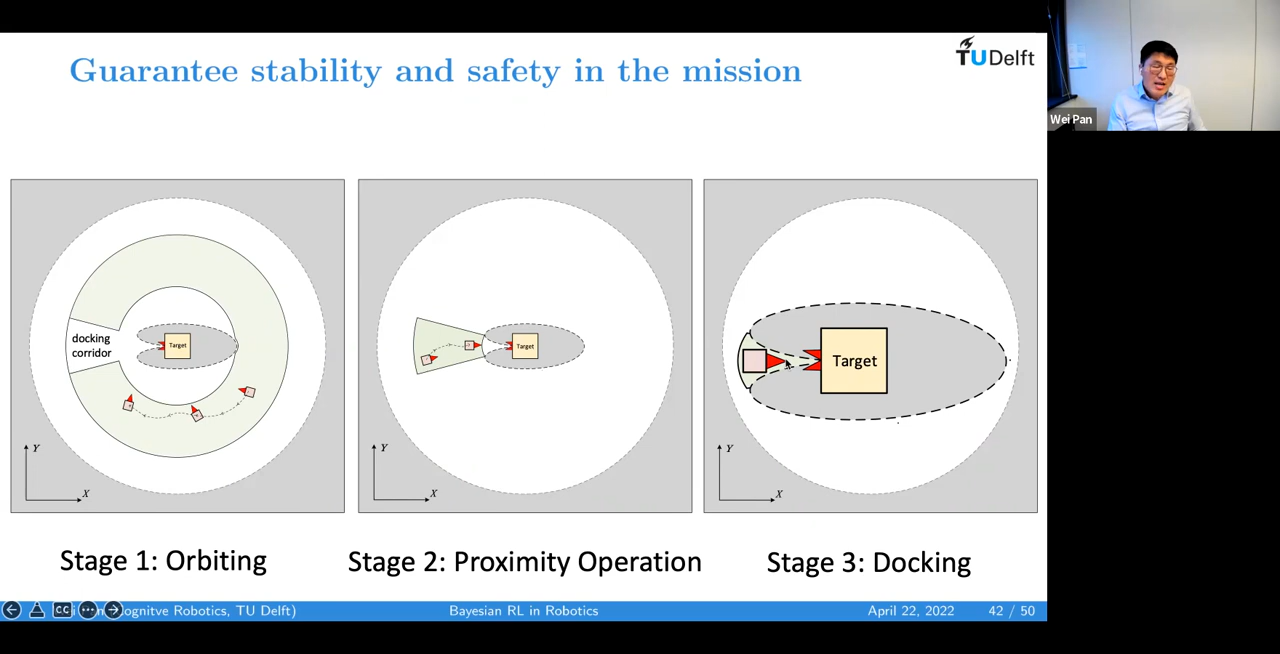 Guarantee stability and safety in the mission
TU Delft
Wei Pan
docking
corridor
Target
Y
X
Target
Y
X
Target
Y
X
Stage 1: Orbiting
Stage 2: Proximity Operation
Stage 3: Docking
CC
ognitve Robotics, TU Delft)
Bayesian RL in Robotics
April 22, 2022
42 / 50